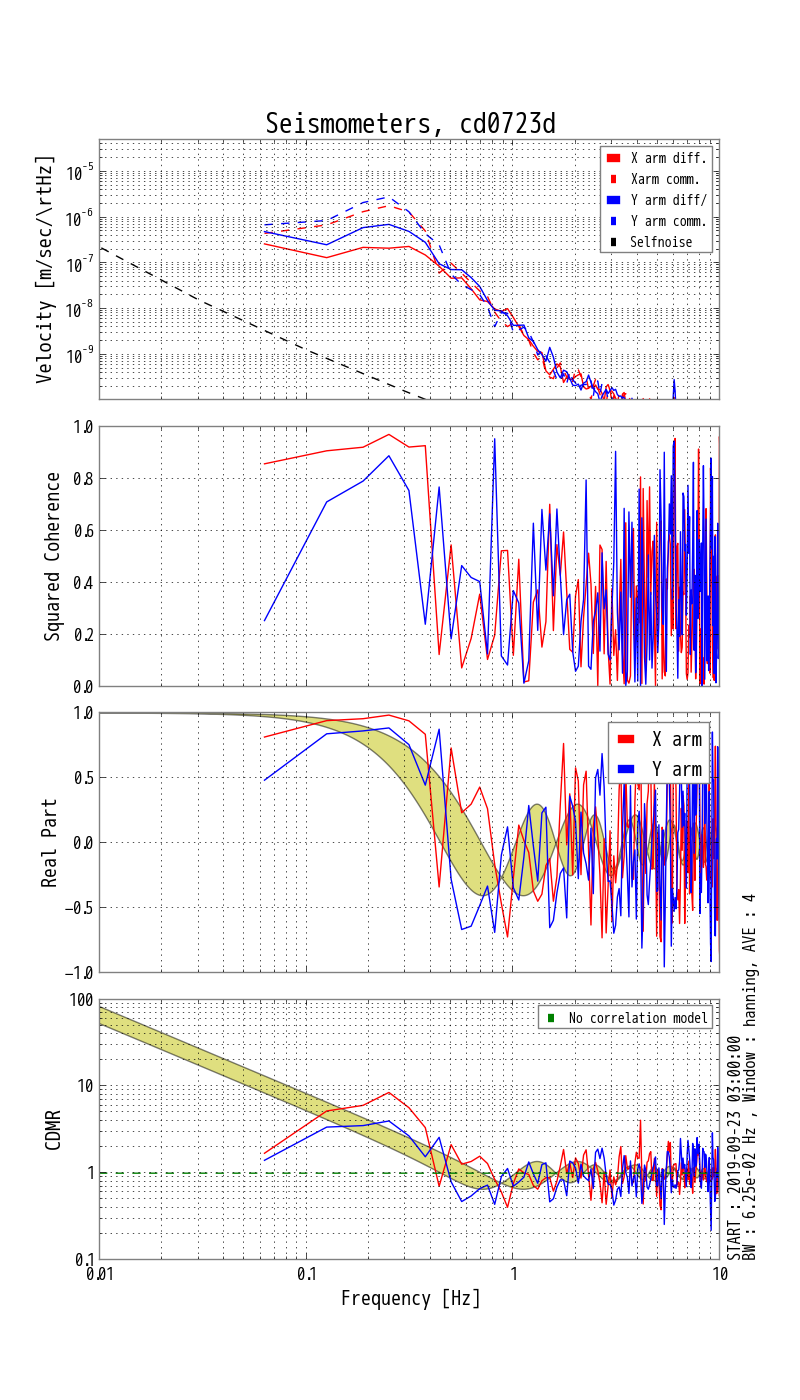 Seismometers, cd0723d
Velocity [m/sec/\rtHz]
10^-5
10^-6
10^-7
10^-8
10^-9
X arm diff.
Xarm comm.
Y arm diff/
Y arm comm.
Selfnoise
Squared Coherence
1.0
0.8
0.6
0.4
0.2
0.0
Real Part
1.0
0.5
0.0
−0.5
−1.0
X arm
Y arm
CDMR
100
10
1
0.1
No correlation model
0.01
0.1
1
10
Frequency [Hz]
START : 2019-09-23 03:00:00
BW : 6.25e-02 Hz , Window : hanning, AVE : 4